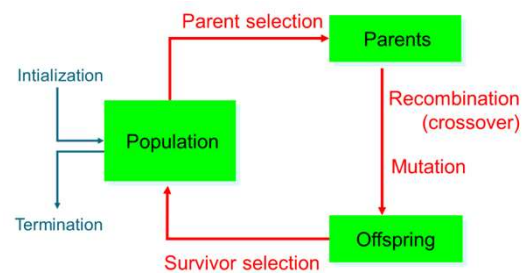 Parent selection
Parents
Intialization
Recombination
(crossover)
Population
Mutation
Termination
Offspring
Survivor selection